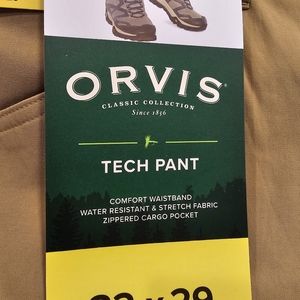 ORVIS®
CLASSIC COLLECTION
Since 1856
TECH PANT
COMFORT WAISTBAND
WATER RESISTANT & STRETCH FABRIC
ZIPPERED CARGO POCKET